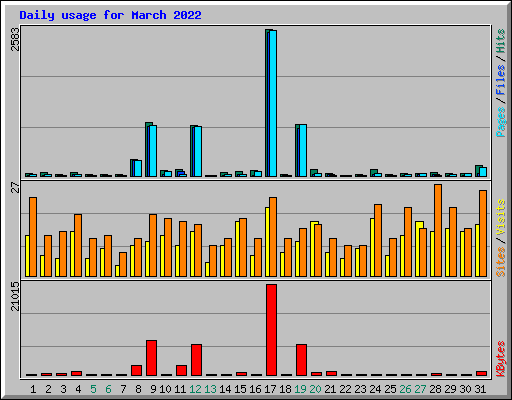 Daily usage for March 2022
2583
Pages / Files / Hits
27
Sites / Visits
21015
KBytes
1 2 3 4 5 6 7 8 9 10 11 12 13 14 15 16 17 18 19 20 21 22 23 24 25 26 27 28 29 30 31